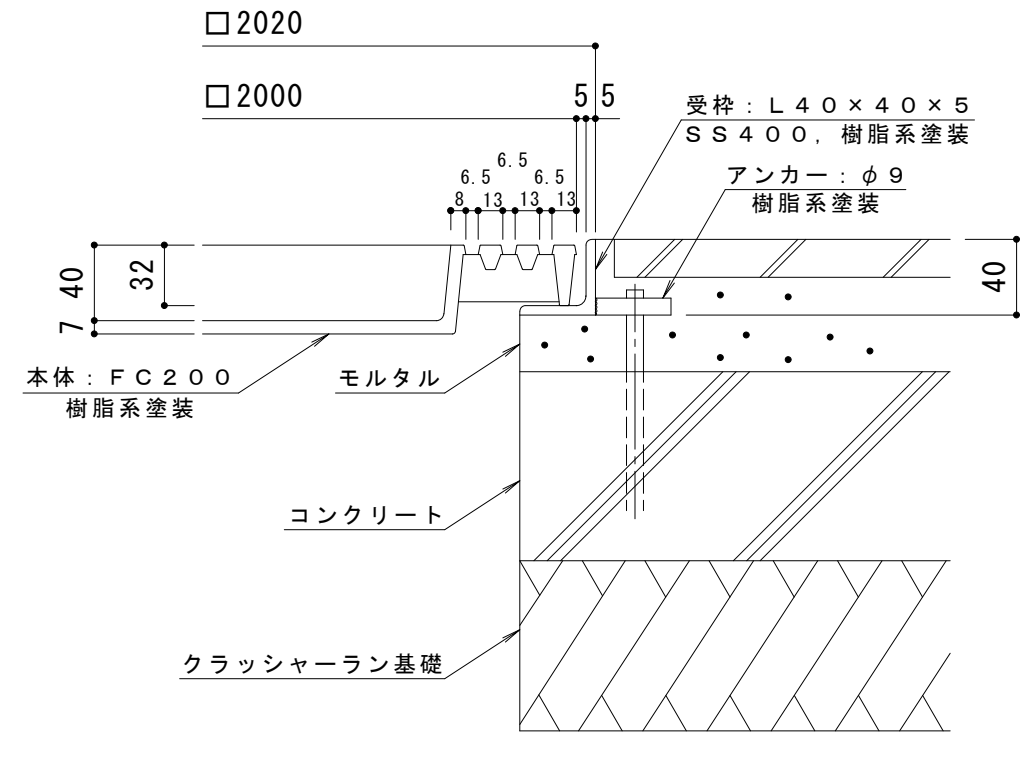 □2020
□2000
5 5
受枠：Ｌ４０×４０×５
ＳＳ４００，樹脂系塗装
アンカー：φ９
樹脂系塗装
6.5
6.5 6.5
8 13 13 13
40
32
7
40
本体：ＦＣ２００
樹脂系塗装
モルタル
コンクリート
クラッシャーラン基礎